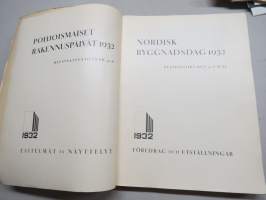 POHJOISMAISET
RAKENNUSPÄIVÄT 1932
1932
ESITELMÄT JA NÄYTTELYT
NORDISK
BYGGNADSDAG 1932
1932
FÖREDRAG OCH UTSTÄLLNINGAR